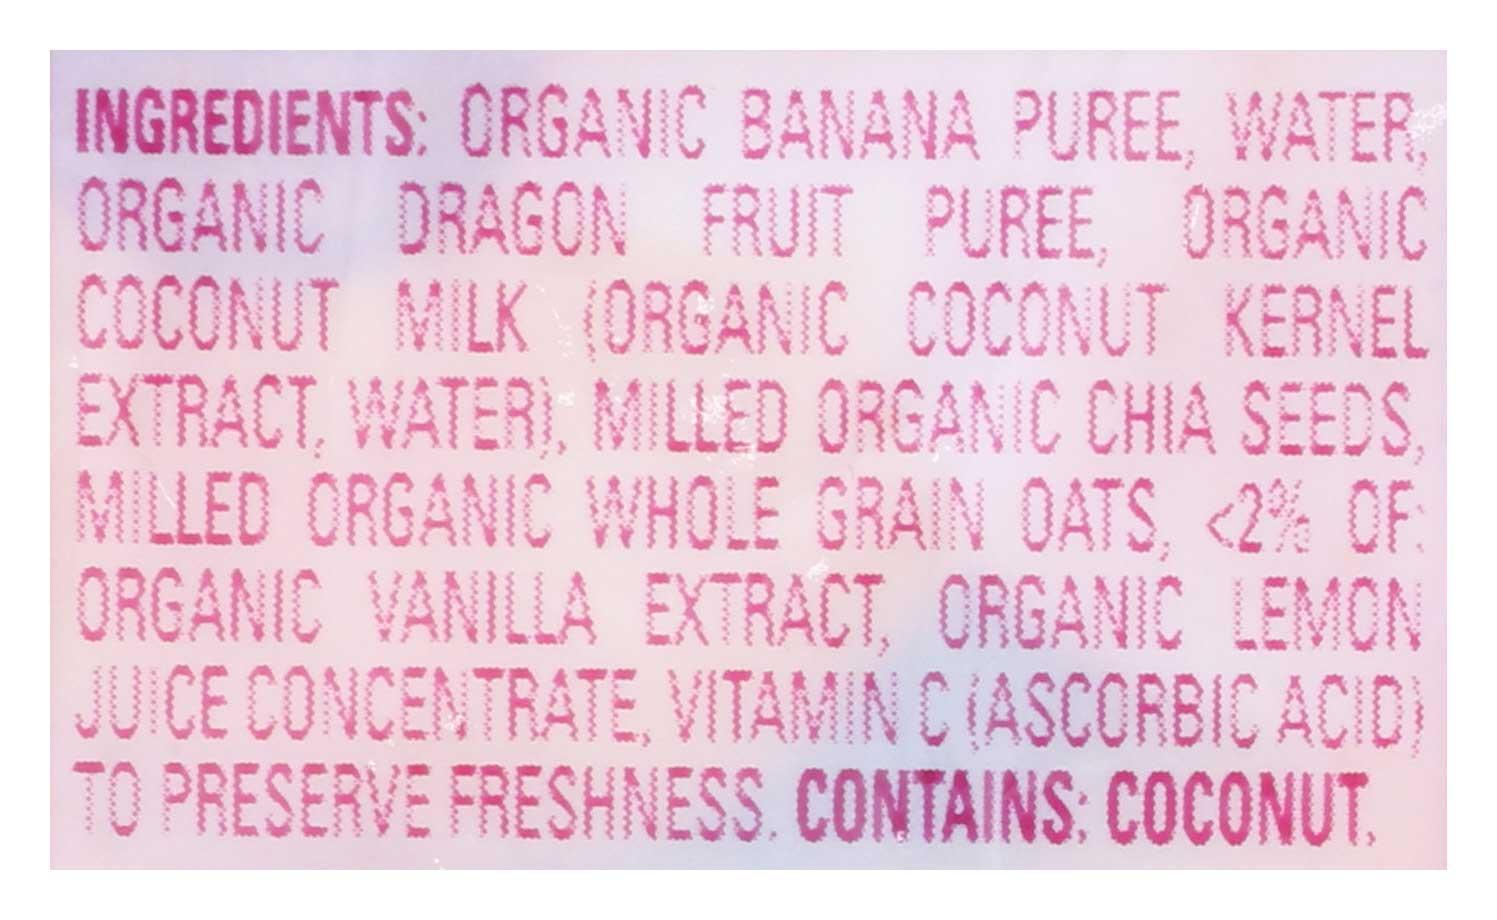 INGREDIENTS: ORGANIC BANANA PUREE, WATER,
ORGANIC DRAGON FRUIT PUREE, ORGANIC
COCONUT MILK (ORGANIC COCONUT KERNEL
EXTRACT, WATER), MILLED ORGANIC CHIA SEEDS,
MILLED ORGANIC WHOLE GRAIN OATS, <2% OF:
ORGANIC VANILLA EXTRACT, ORGANIC LEMON
JUICE CONCENTRATE, VITAMIN C (ASCORBIC ACID)
TO PRESERVE FRESHNESS. CONTAINS: COCONUT.